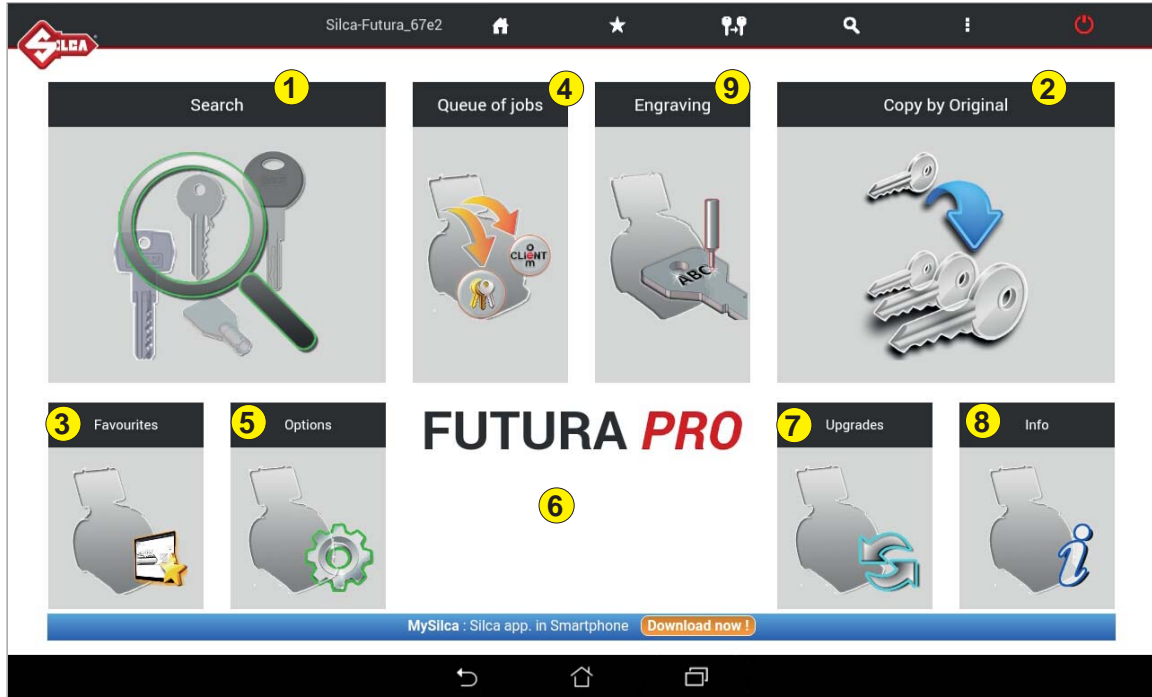 SILCA
Silca-Futura_67e2
1
Search
4
Queue of jobs
9
Engraving
2
Copy by Original
CLIENT
o
m
ABC
3
Favourites
5
Options
FUTURA PRO
6
7
Upgrades
8
Info
i
MySilca : Silca app. in Smartphone Download now !